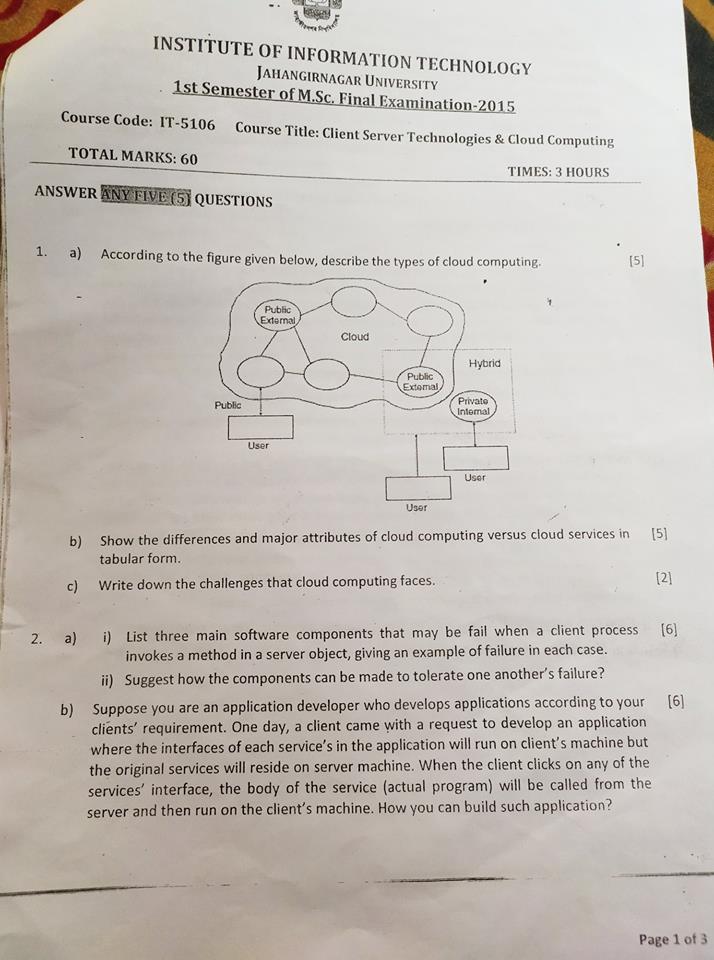 INSTITUTE OF INFORMATION TECHNOLOGY
JAHANGIRNAGAR UNIVERSITY
1st Semester of M.Sc. Final Examination-2015
Course Code: IT-5106 Course Title: Client Server Technologies & Cloud Computing
TOTAL MARKS: 60
TIMES: 3 HOURS
ANSWER ANY FIVE (5) QUESTIONS
1. a) According to the figure given below, describe the types of cloud computing. [5]
Public
External
Cloud
Hybrid
Public
External
Private
Internal
Public
User
User
User
b) Show the differences and major attributes of cloud computing versus cloud services in [5]
tabular form.
c) Write down the challenges that cloud computing faces. [2]
2. a) i) List three main software components that may be fail when a client process [6]
invokes a method in a server object, giving an example of failure in each case.
ii) Suggest how the components can be made to tolerate one another's failure?
b) Suppose you are an application developer who develops applications according to your [6]
clients' requirement. One day, a client came with a request to develop an application
where the interfaces of each service's in the application will run on client's machine but
the original services will reside on server machine. When the client clicks on any of the
services' interface, the body of the service (actual program) will be called from the
server and then run on the client's machine. How you can build such application?
Page 1 of 3